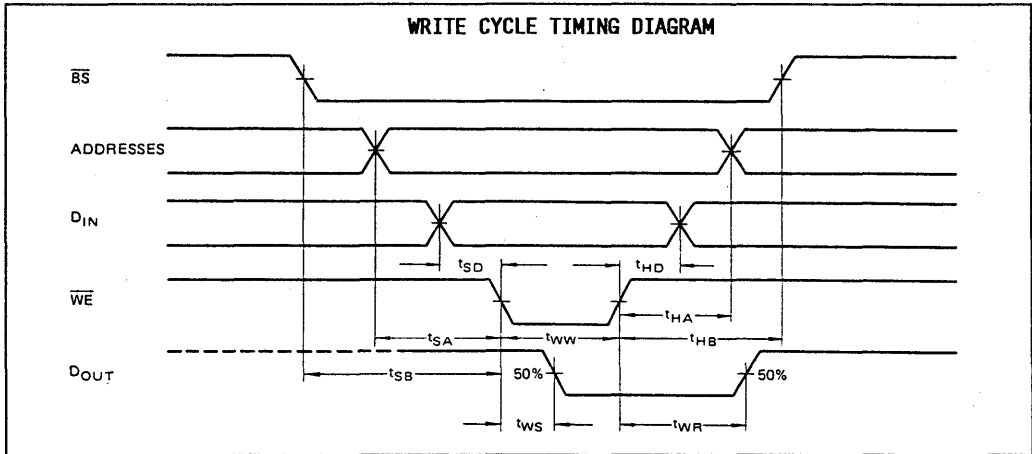 WRITE CYCLE TIMING DIAGRAM
BS
ADDRESSES
DIN
tSD
tHD
WE
tHA
tSA
tWW
tHB
DOUT
tSB
50%
50%
tWS
tWR